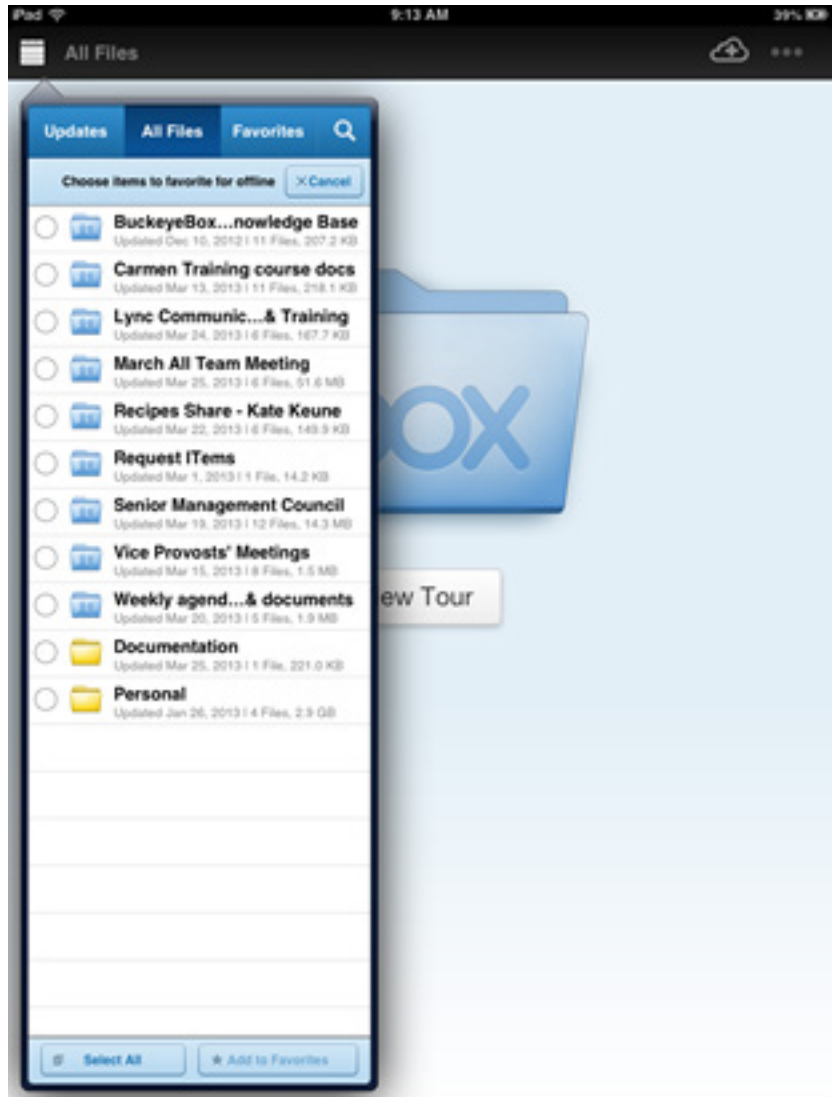 iPad 9:13 AM 39%
All Files
Updates All Files Favorites
Choose items to favorite for offline × Cancel
BuckeyeBox...nowledge Base
Updated Dec 10, 2012 | 11 Files, 207.2 KB
Carmen Training course docs
Updated Mar 13, 2013 | 11 Files, 218.1 KB
Lync Communic...& Training
Updated Mar 24, 2013 | 6 Files, 167.7 KB
March All Team Meeting
Updated Mar 25, 2013 | 6 Files, 51.6 MB
Recipes Share - Kate Keune
Updated Mar 22, 2013 | 6 Files, 149.9 KB
Request ITems
Updated Mar 1, 2013 | 1 File, 14.2 KB
Senior Management Council
Updated Mar 19, 2013 | 12 Files, 14.3 MB
Vice Provosts' Meetings
Updated Mar 15, 2013 | 8 Files, 1.5 MB
Weekly agend...& documents
Updated Mar 20, 2013 | 5 Files, 1.9 MB
Documentation
Updated Mar 25, 2013 | 1 File, 221.0 KB
Personal
Updated Jan 26, 2013 | 4 Files, 2.9 GB
ox
ew Tour
Select All Add to Favorites